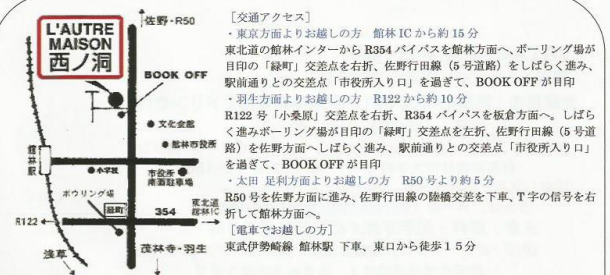 佐野・R50
L'AUTRE
MAISON
西ノ洞
BOOK OFF
文化会館
館林市役所
館林駅
小学校
市役所
南面駐車場
ボウリング場
緑町
354
東北道
館林IC
R122
浅草
茂林寺・羽生
［交通アクセス］
・東京方面よりお越しの方 館林 IC から約 15 分
東北道の館林インターから R354 バイパスを館林方面へ、ボーリング場が
目印の「緑町」交差点を右折、佐野行田線（5 号道路）をしばらく進み、
駅前通りとの交差点「市役所入り口」を過ぎて、BOOK OFF が目印
・羽生方面よりお越しの方 R122 から約 10 分
R122 号「小桑原」交差点を右折、R354 バイパスを板倉方面へ。しばら
く進みボーリング場が目印の「緑町」交差点を左折、佐野行田線（5 号道
路）を佐野方面へしばらく進み、駅前通りとの交差点「市役所入り口」
を過ぎて、BOOK OFF が目印
・太田 足利方面よりお越しの方 R50 号より約 5 分
R50 号を佐野方面に進み、佐野行田線の陸橋交差を下車、T 字の信号を右
折して館林方面へ。
［電車でお越しの方］
東武伊勢崎線 館林駅 下車、東口から徒歩１５分